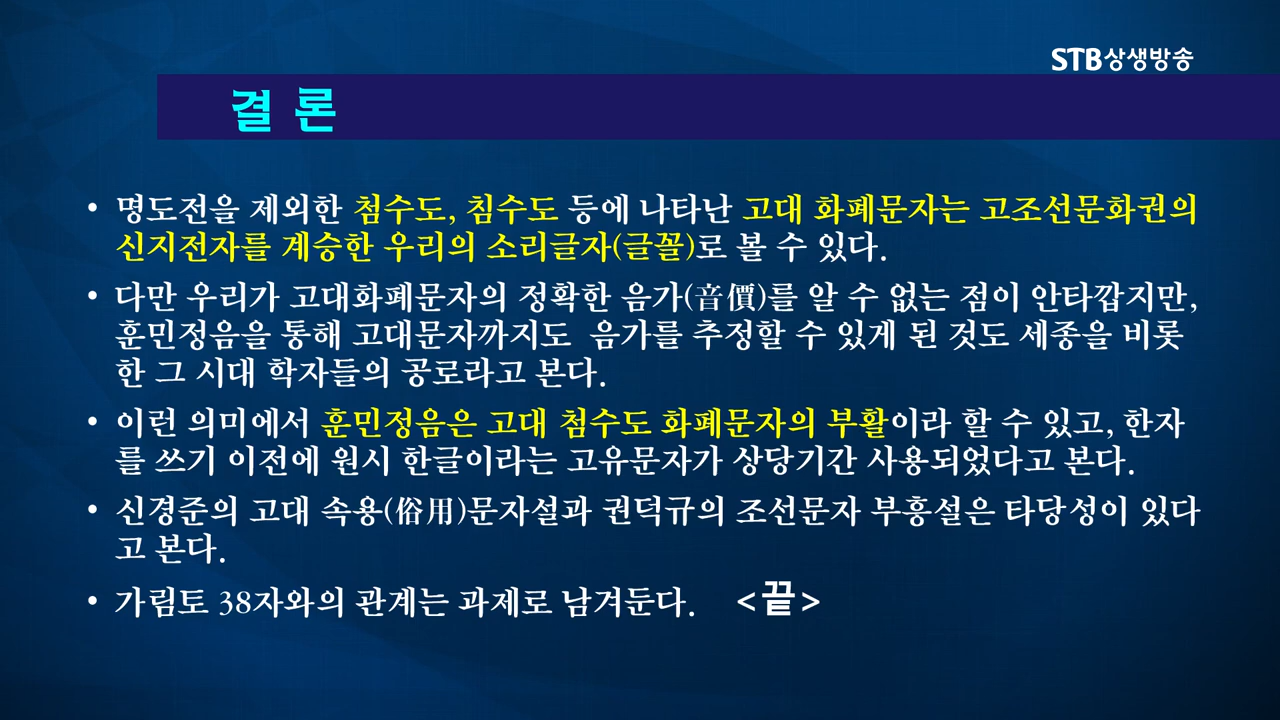 STB상생방송
결 론
• 명도전을 제외한 첨수도, 침수도 등에 나타난 고대 화폐문자는 고조선문화권의
신지전자를 계승한 우리의 소리글자(글꼴)로 볼 수 있다.
• 다만 우리가 고대화폐문자의 정확한 음가(音價)를 알 수 없는 점이 안타깝지만,
훈민정음을 통해 고대문자까지도 음가를 추정할 수 있게 된 것도 세종을 비롯
한 그 시대 학자들의 공로라고 본다.
• 이런 의미에서 훈민정음은 고대 첨수도 화폐문자의 부활이라 할 수 있고, 한자
를 쓰기 이전에 원시 한글이라는 고유문자가 상당기간 사용되었다고 본다.
• 신경준의 고대 속용(俗用)문자설과 권덕규의 조선문자 부흥설은 타당성이 있다
고 본다.
• 가림토 38자와의 관계는 과제로 남겨둔다. <끝>